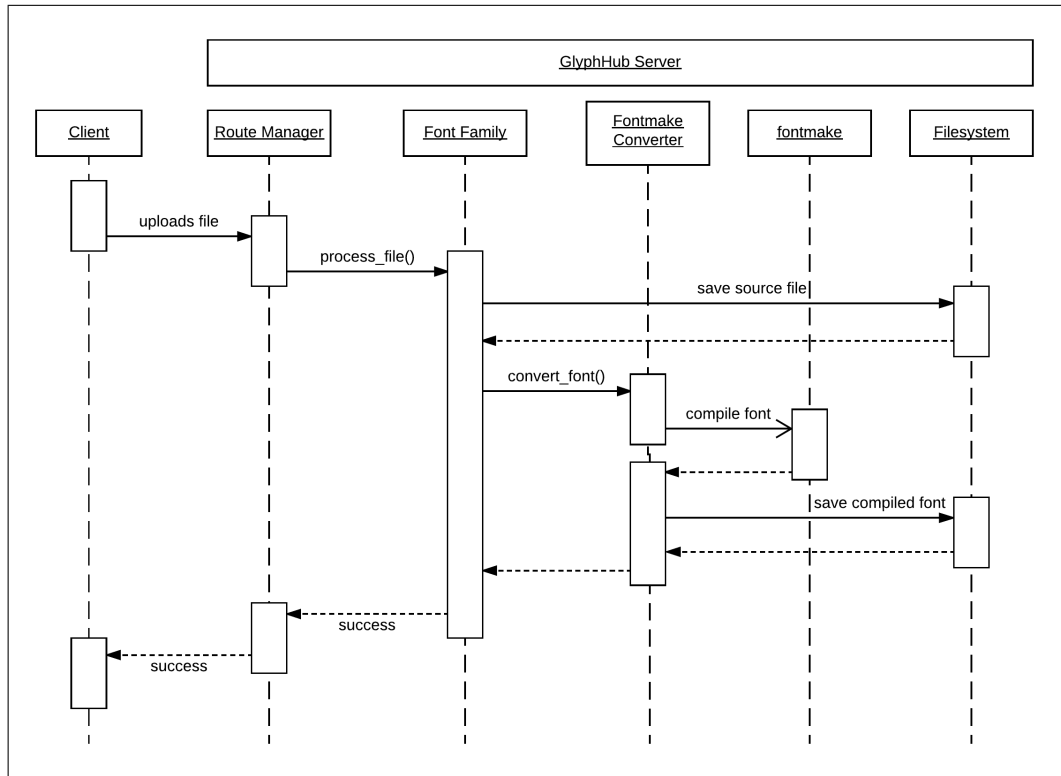 GlyphHub Server
Client
Route Manager
Font Family
Fontmake
Converter
fontmake
Filesystem
uploads file
process_file()
save source file
convert_font()
compile font
save compiled font
success
success